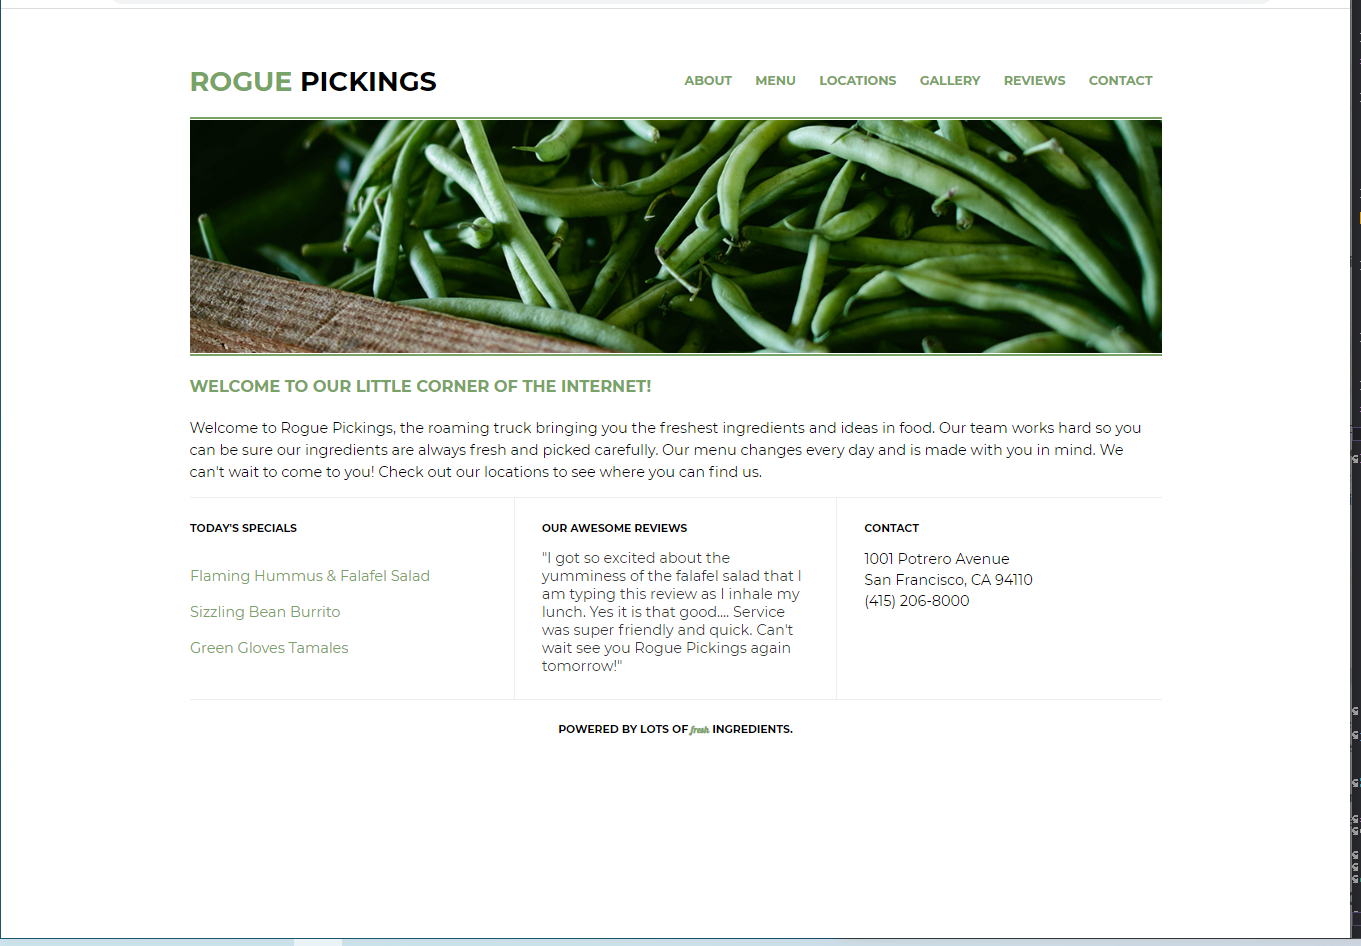 ROGUE PICKINGS
ABOUT MENU LOCATIONS GALLERY REVIEWS CONTACT
WELCOME TO OUR LITTLE CORNER OF THE INTERNET!
Welcome to Rogue Pickings, the roaming truck bringing you the freshest ingredients and ideas in food. Our team works hard so you
can be sure our ingredients are always fresh and picked carefully. Our menu changes every day and is made with you in mind. We
can't wait to come to you! Check out our locations to see where you can find us.
TODAY'S SPECIALS
Flaming Hummus & Falafel Salad
Sizzling Bean Burrito
Green Gloves Tamales
OUR AWESOME REVIEWS
"I got so excited about the
yumminess of the falafel salad that I
am typing this review as I inhale my
lunch. Yes it is that good.... Service
was super friendly and quick. Can't
wait see you Rogue Pickings again
tomorrow!"
CONTACT
1001 Potrero Avenue
San Francisco, CA 94110
(415) 206-8000
POWERED BY LOTS OF fresh INGREDIENTS.